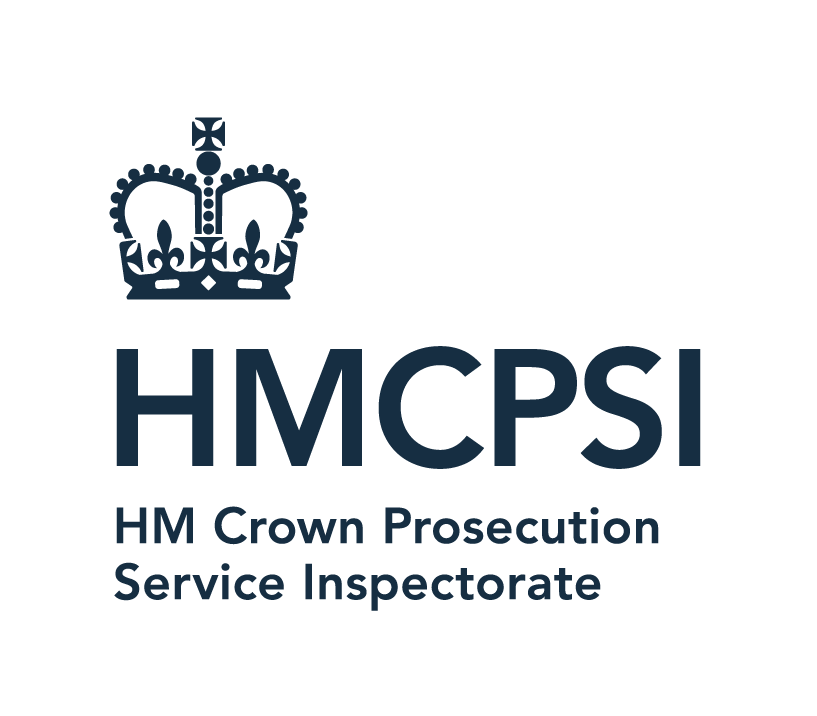 HMCPSI
HM Crown Prosecution
Service Inspectorate